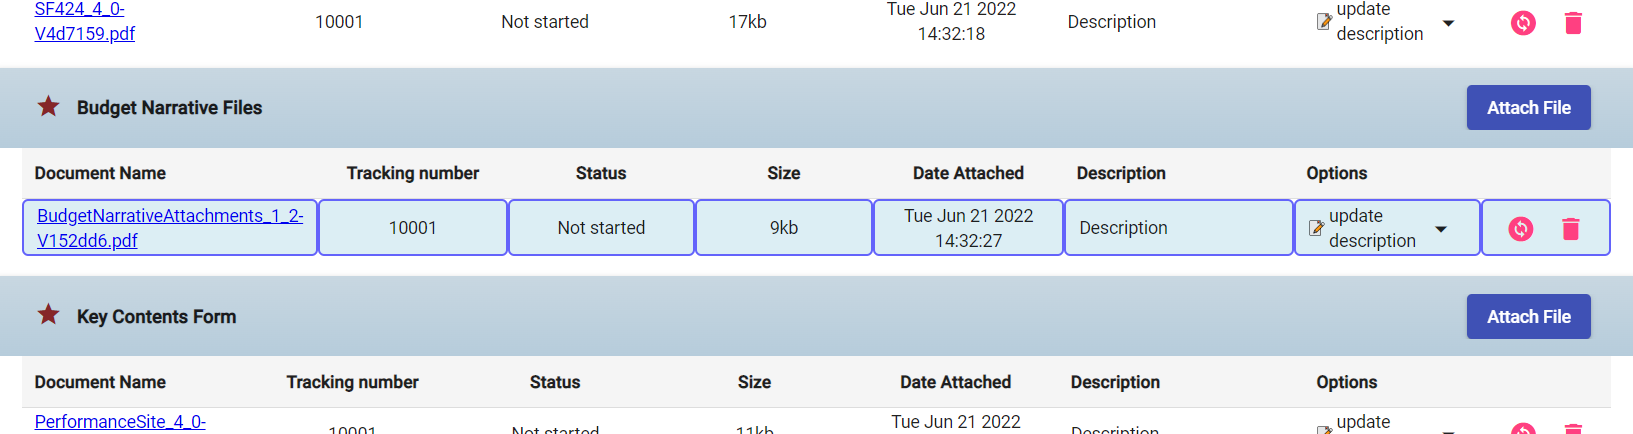 SF424_4_0-
V4d7159.pdf
10001
Not started
17kb
Tue Jun 21 2022
14:32:18
Description
update
description
Budget Narrative Files
Attach File
Document Name Tracking number Status Size Date Attached Description Options
BudgetNarrativeAttachments_1_2-
V152dd6.pdf
10001
Not started
9kb
Tue Jun 21 2022
14:32:27
Description
update
description
Key Contents Form
Attach File
Document Name Tracking number Status Size Date Attached Description Options
PerformanceSite_4_0-
10001
Not started
11kb
Tue Jun 21 2022
Description
update